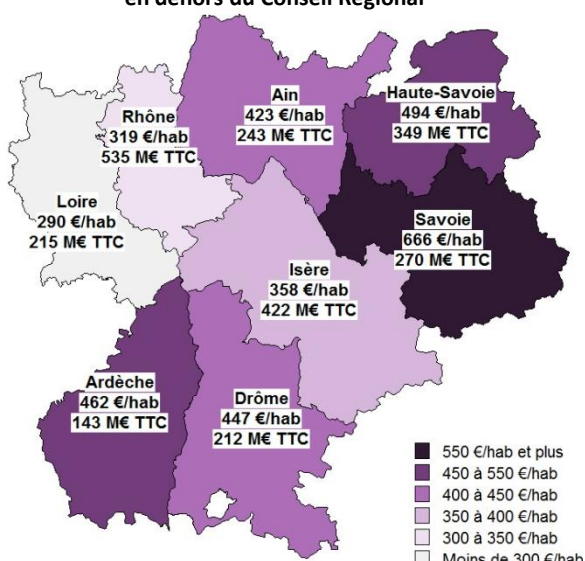 en dehors du Conseil Régional
Ain
423 €/hab
243 M€ TTC
Haute-Savoie
494 €/hab
349 M€ TTC
Rhône
319 €/hab
535 M€ TTC
Loire
290 €/hab
215 M€ TTC
Savoie
666 €/hab
270 M€ TTC
Isère
358 €/hab
422 M€ TTC
Ardèche
462 €/hab
143 M€ TTC
Drôme
447 €/hab
212 M€ TTC
550 €/hab et plus
450 à 550 €/hab
400 à 450 €/hab
350 à 400 €/hab
300 à 350 €/hab
Moins de 300 €/hab